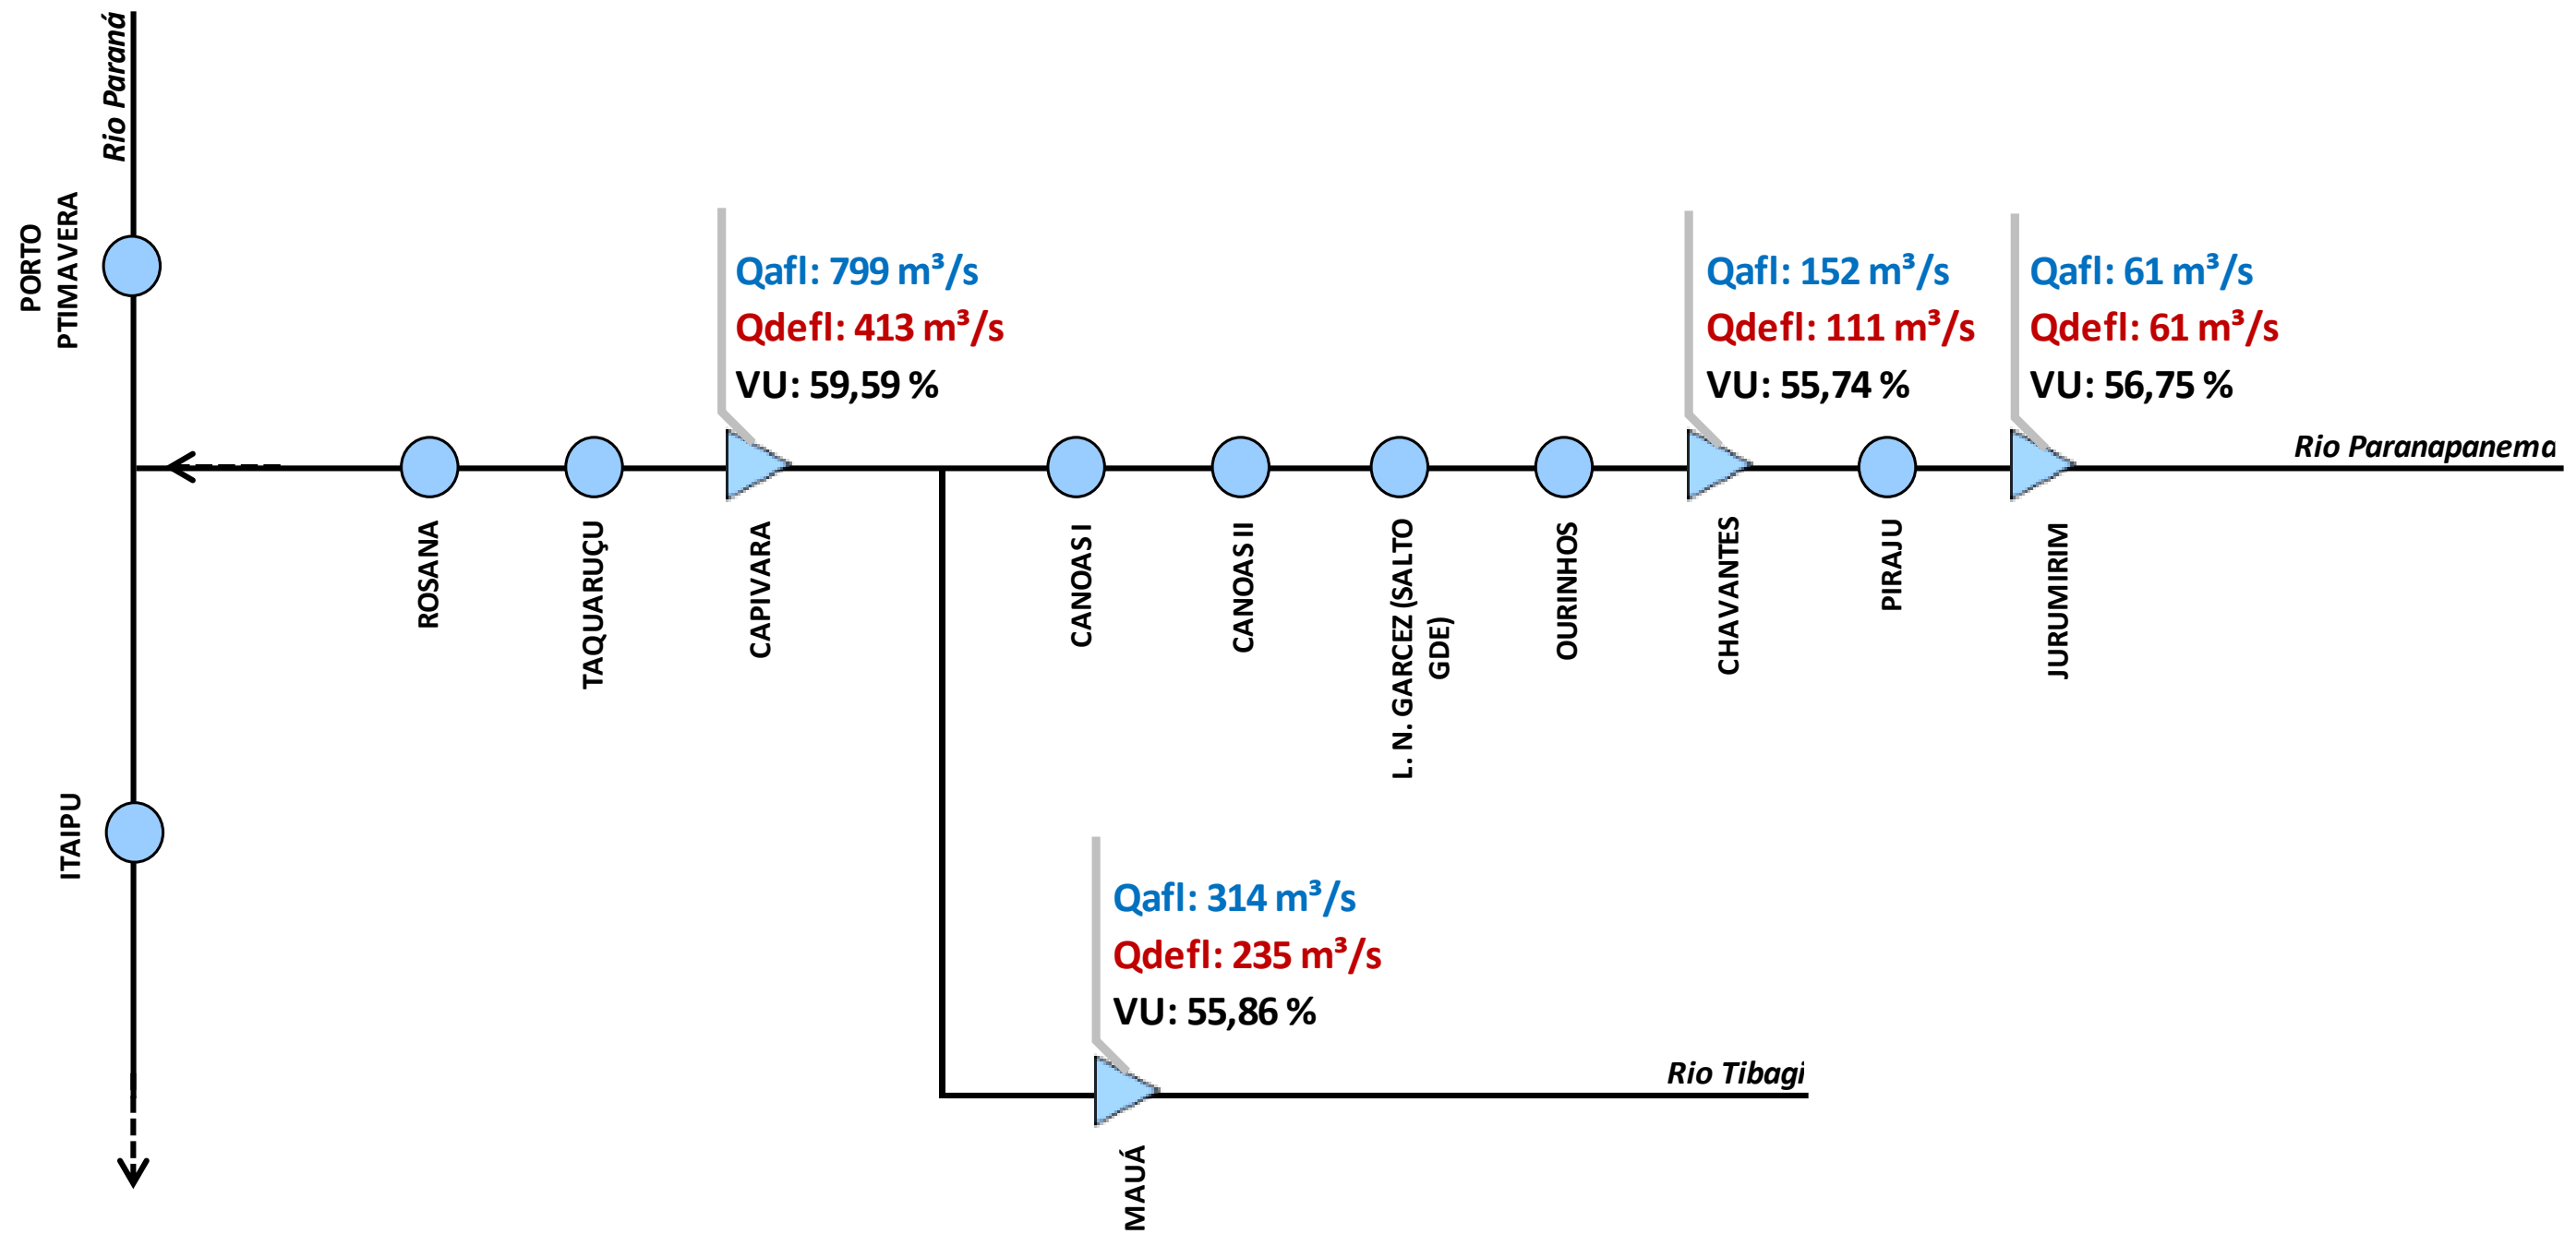 Rio Paraná
PORTO
PTIMAVERA
Qafl: 799 m³/s
Qdefl: 413 m³/s
VU: 59,59 %
Qafl: 152 m³/s
Qdefl: 111 m³/s
VU: 55,74 %
Qafl: 61 m³/s
Qdefl: 61 m³/s
VU: 56,75 %
Rio Paranapanema
ROSANA
TAQUARUÇU
CAPIVARA
CANOAS I
CANOAS II
L. N. GARCEZ (SALTO
GDE)
OURINHOS
CHAVANTES
PIRAJU
JURUMIRIM
ITAIPU
Qafl: 314 m³/s
Qdefl: 235 m³/s
VU: 55,86 %
Rio Tibagi
MAUÁ